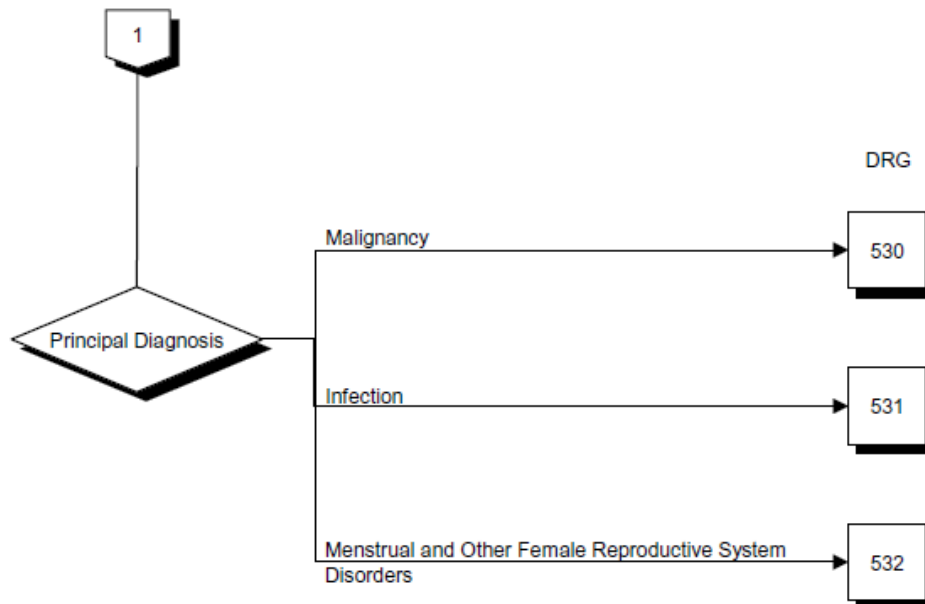 1
DRG
Malignancy
530
Principal Diagnosis
Infection
531
Menstrual and Other Female Reproductive System
Disorders
532